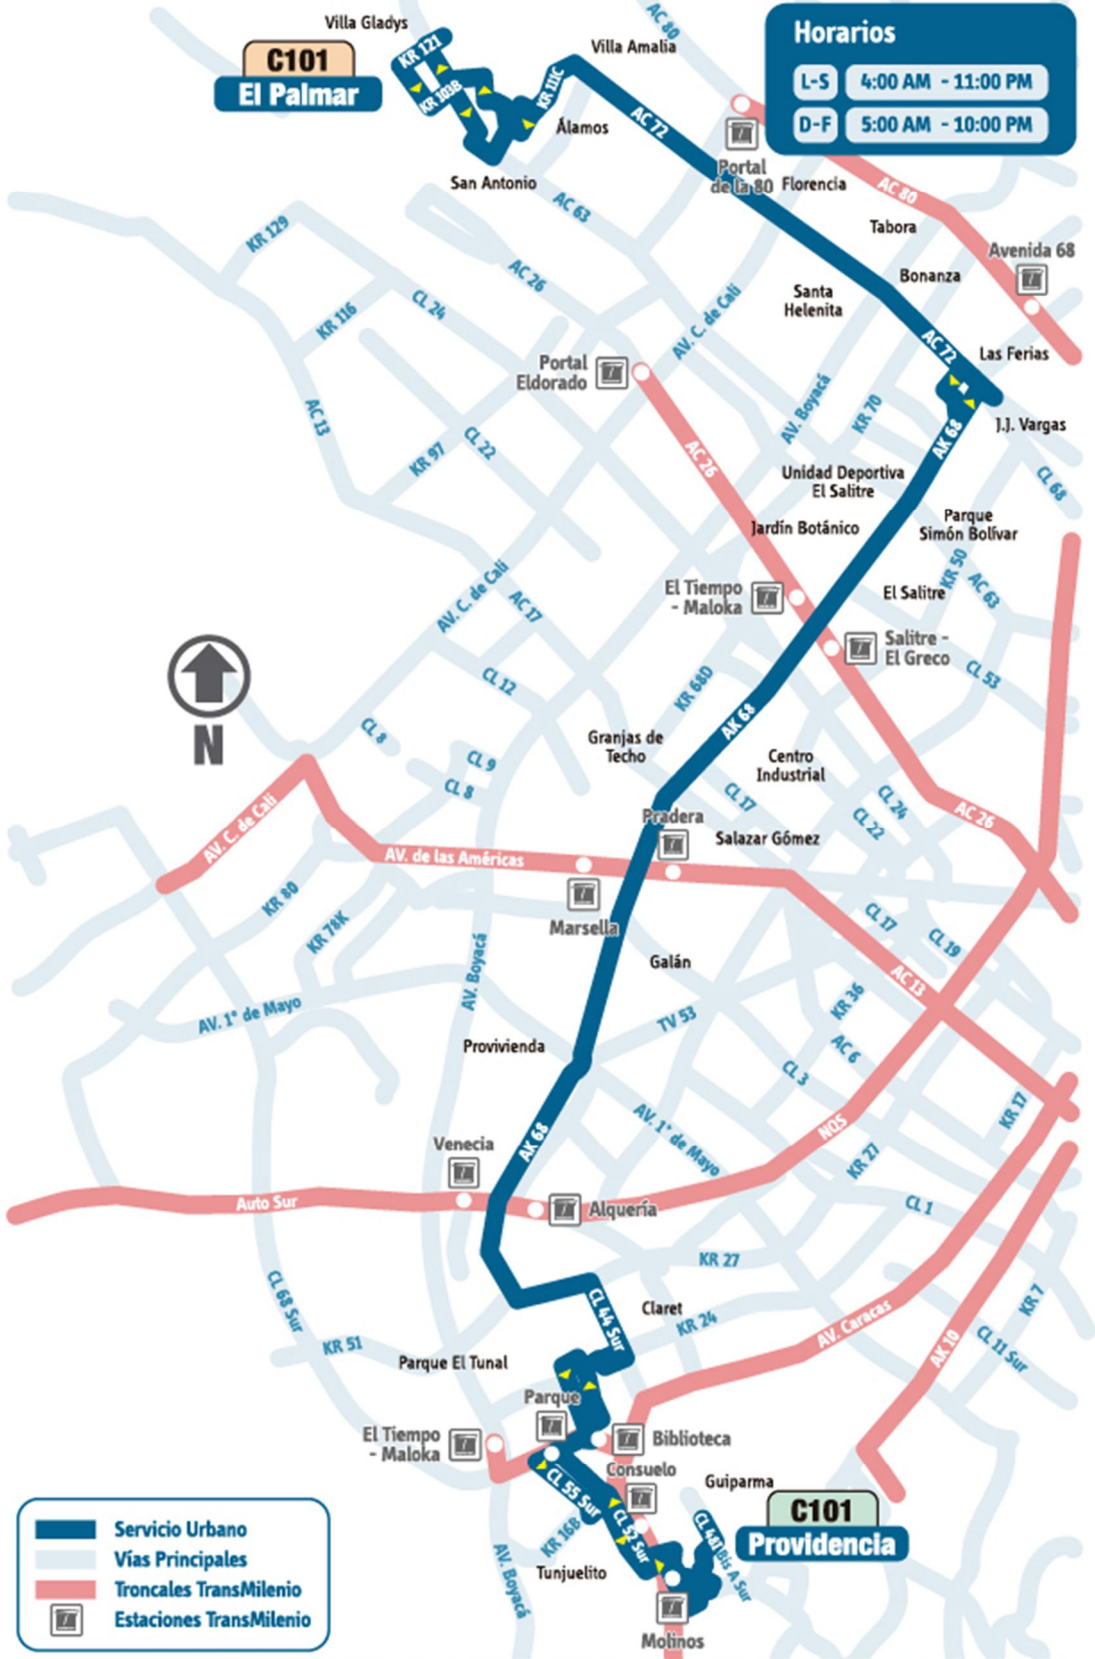 Villa Gladys
AC 80
Horarios
L-S
4:00 AM - 11:00 PM
D-F
5:00 AM - 10:00 PM
C101
El Palmar
KR 121
KR 103B
KR 111C
Villa Amalia
AC 72
Álamos
San Antonio
Portal
de la 80
Florencia
AC 80
AC 63
Tabora
Avenida 68
KR 129
AC 26
Bonanza
Santa
Helenita
CL 24
KR 116
AV. C. de Cali
AC 72
Las Ferias
Portal
Eldorado
AV. Boyacá
KR 70
AC 13
J.J. Vargas
AK 68
CL 22
KR 97
AC 26
Unidad Deportiva
El Salitre
CL 68
Jardín Botánico
Parque
Simón Bolívar
AV. C. de Cali
AC 17
El Tiempo
- Maloka
El Salitre
KR 50
AC 63
Salitre -
El Greco
CL 53
CL 12
KR 68D
N
CL 8
AK 68
Granjas de
Techo
Centro
Industrial
CL 9
CL 8
CL 17
CL 24
CL 22
AC 26
Pradera
Salazar Gómez
AV. C. de Cali
AV. de las Américas
KR 80
KR 78K
Marsella
CL 17
CL 19
Galán
AC 13
AV. Boyacá
AV. 1° de Mayo
TV 53
KR 36
Provivienda
AC 6
CL 3
AV. 1° de Mayo
KR 17
NQS
AK 68
Venecia
KR 27
Auto Sur
Alquería
CL 1
KR 27
CL 68 Sur
CL 44 Sur
Claret
KR 24
AV. Caracas
KR 7
AK 10
CL 11 Sur
KR 51
Parque El Tunal
Parque
El Tiempo
- Maloka
Biblioteca
Consuelo
Guiparma
CL 55 Sur
CL 52 Sur
KR 16B
CL 48I Bis A Sur
C101
Providencia
AV. Boyacá
Tunjuelito
Molinos
Servicio Urbano
Vías Principales
Troncales TransMilenio
Estaciones TransMilenio